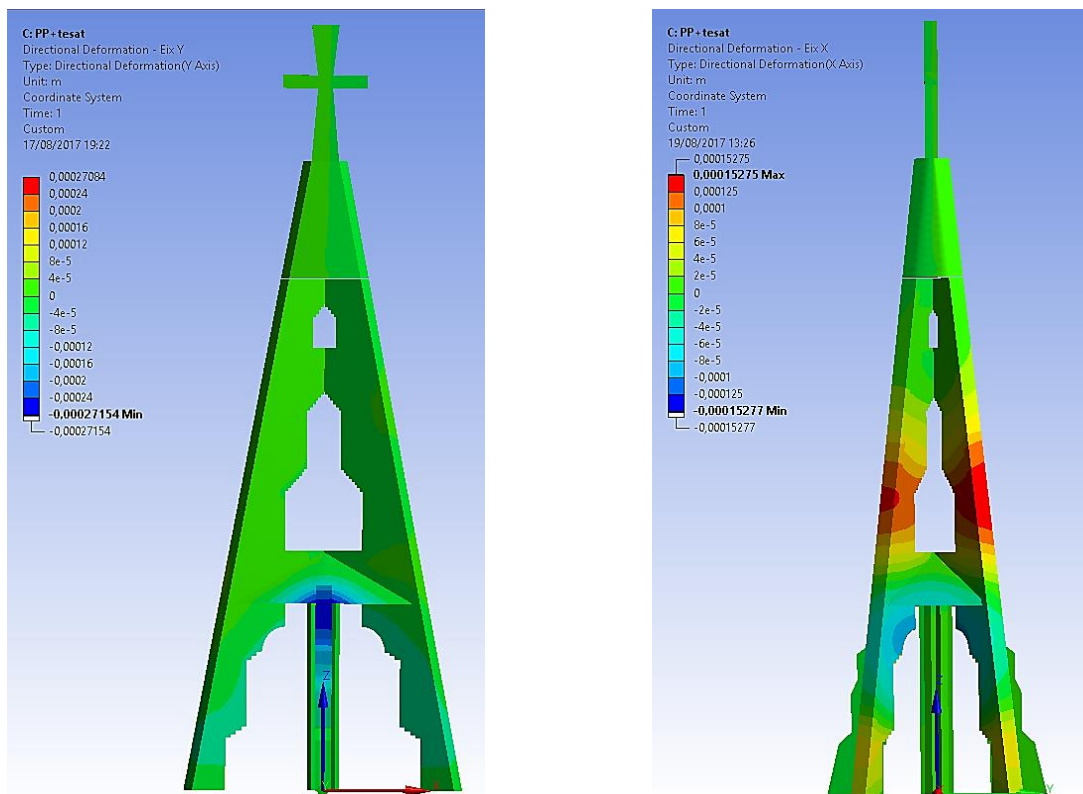 C: PP+tesat
Directional Deformation - Eix Y
Type: Directional Deformation(Y Axis)
Unit: m
Coordinate System
Time: 1
Custom
17/08/2017 19:22
0,00027084
0,00024
0,0002
0,00016
0,00012
8e-5
4e-5
0
-4e-5
-8e-5
-0,00012
-0,00016
-0,0002
-0,00024
-0,00027154 Min
-0,00027154
Z
C: PP+tesat
Directional Deformation - Eix X
Type: Directional Deformation(X Axis)
Unit: m
Coordinate System
Time: 1
Custom
19/08/2017 13:26
0,00015275
0,00015275 Max
0,000125
0,0001
8e-5
6e-5
4e-5
2e-5
0
-2e-5
-4e-5
-6e-5
-8e-5
-0,0001
-0,000125
-0,00015277 Min
-0,00015277
Y